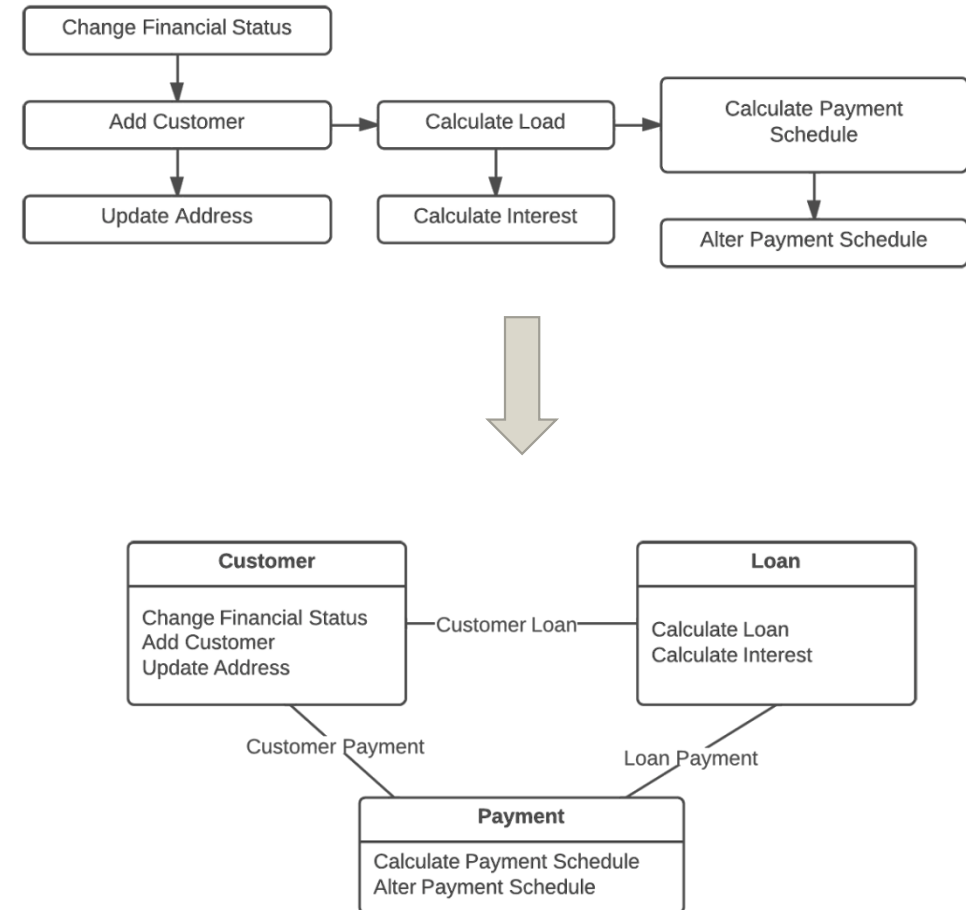 Change Financial Status
Add Customer
Calculate Load
Calculate Payment
Schedule
Update Address
Calculate Interest
Alter Payment Schedule
Customer
Change Financial Status
Add Customer
Update Address
Customer Loan
Loan
Calculate Loan
Calculate Interest
Customer Payment
Loan Payment
Payment
Calculate Payment Schedule
Alter Payment Schedule